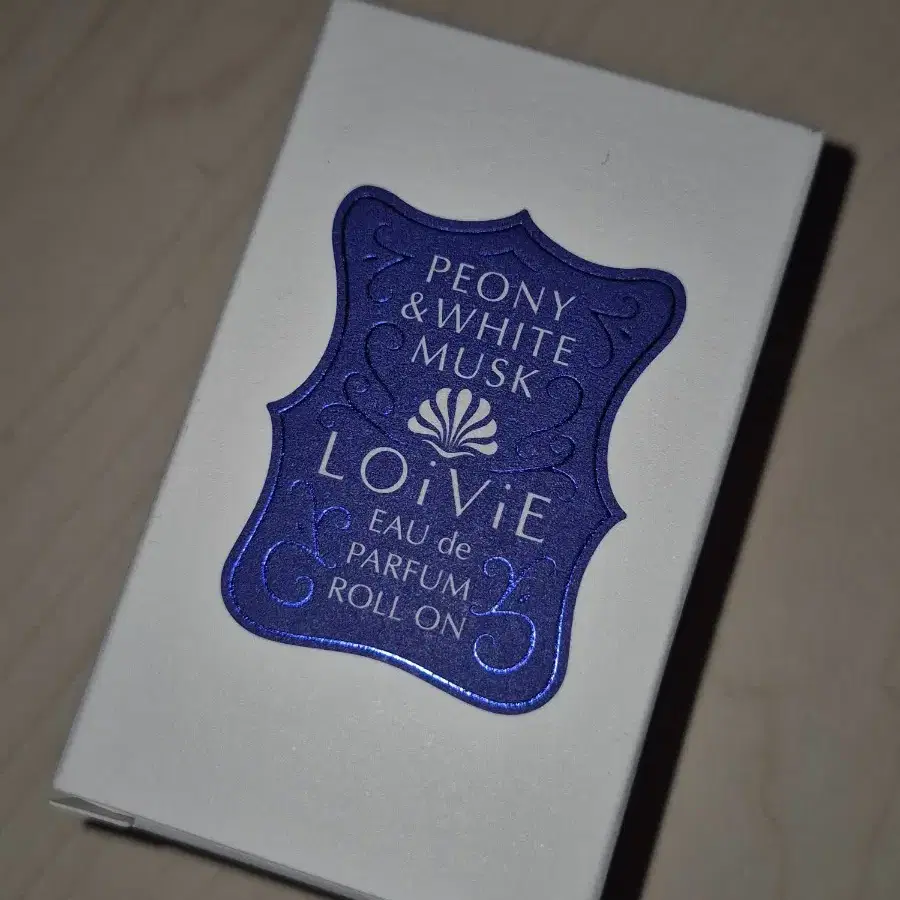 PEONY
&WHITE
MUSK
LOiViE
EAU de
PARFUM
ROLL ON